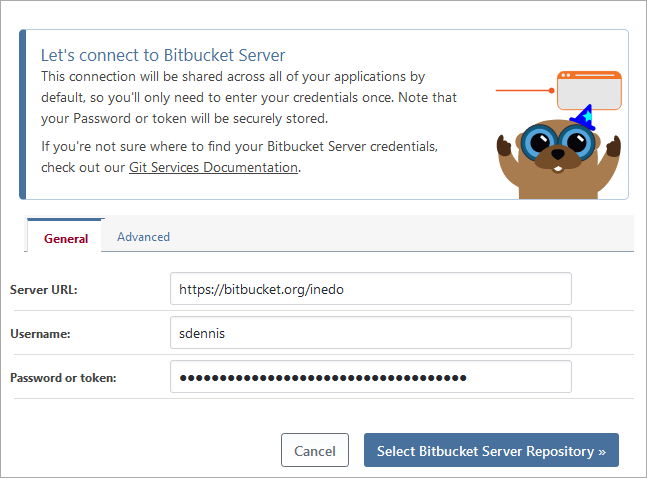 Let's connect to Bitbucket Server
This connection will be shared across all of your applications by
default, so you'll only need to enter your credentials once. Note that
your Password or token will be securely stored.
If you're not sure where to find your Bitbucket Server credentials,
check out our Git Services Documentation.
General
Advanced
Server URL:
https://bitbucket.org/inedo
Username:
sdennis
Password or token:
●●●●●●●●●●●●●●●●●●●●●●●●●●●●●●●●●●●●
Cancel
Select Bitbucket Server Repository »